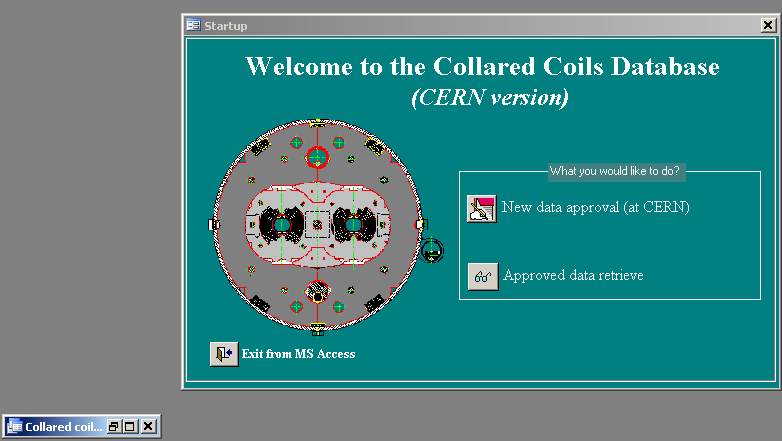 Startup
Welcome to the Collared Coils Database
(CERN version)
What you would like to do?
New data approval (at CERN)
Approved data retrieve
Exit from MS Access
Collared coil...